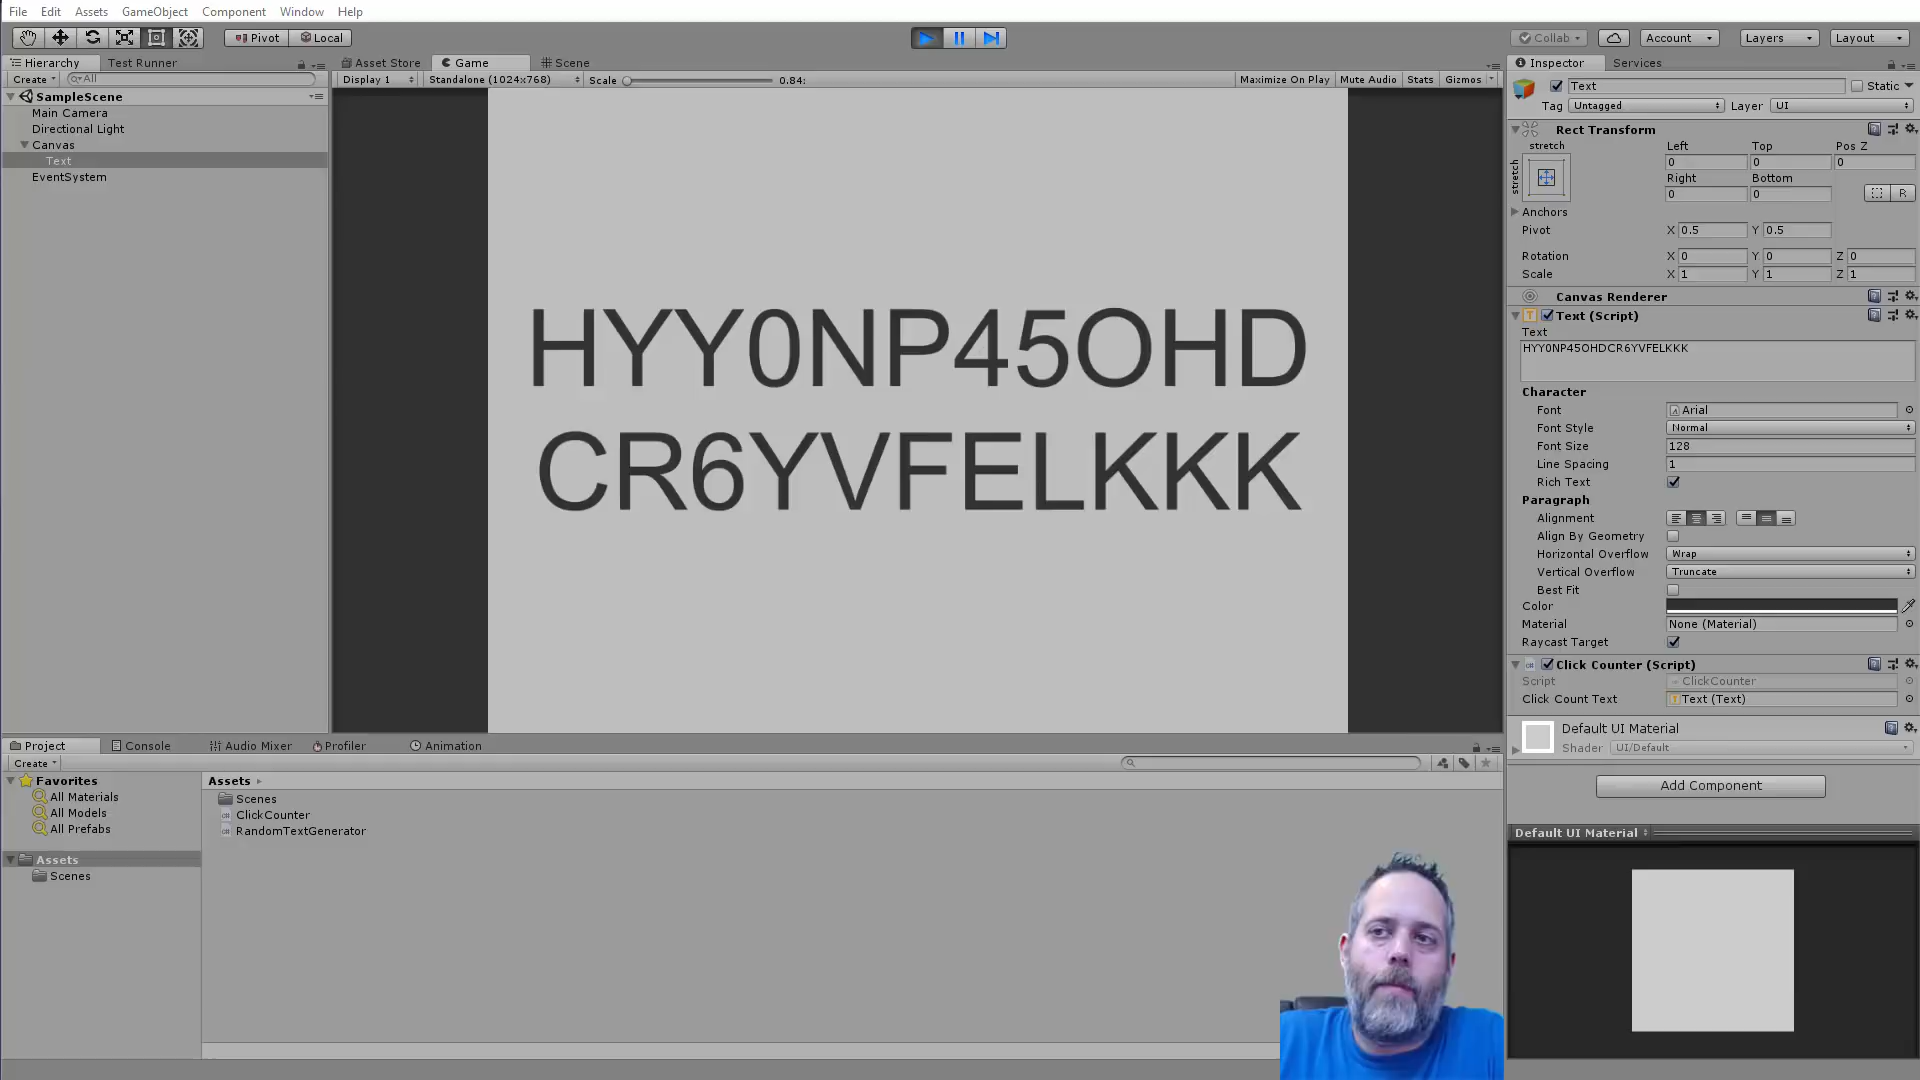 File Edit Assets GameObject Component Window Help
Pivot Local
Collab Account Layers Layout
Hierarchy Test Runner
Create All
SampleScene
Main Camera
Directional Light
Canvas
Text
EventSystem
Asset Store Game Scene
Display 1 Standalone (1024x768) Scale 0.84: Maximize On Play Mute Audio Stats Gizmos
HYY0NP45OHD
CR6YVFELKKK
Inspector Services
Text Static
Tag Untagged Layer UI
Rect Transform
stretch Left Top Pos Z
stretch
0 0 0
Right Bottom
0 0
R
Anchors
Pivot X 0.5 Y 0.5
Rotation X 0 Y 0 Z 0
Scale X 1 Y 1 Z 1
Canvas Renderer
Text (Script)
Text
HYY0NP45OHDCR6YVFELKKK
Character
Font Arial
Font Style Normal
Font Size 128
Line Spacing 1
Rich Text
Paragraph
Alignment
Align By Geometry
Horizontal Overflow Wrap
Vertical Overflow Truncate
Best Fit
Color
Material None (Material)
Raycast Target
Click Counter (Script)
Script ClickCounter
Click Count Text Text (Text)
Default UI Material
Shader UI/Default
Add Component
Default UI Material
Project Console Audio Mixer Profiler Animation
Create
Favorites
All Materials
All Models
All Prefabs
Assets
Scenes
Assets
Scenes
ClickCounter
RandomTextGenerator